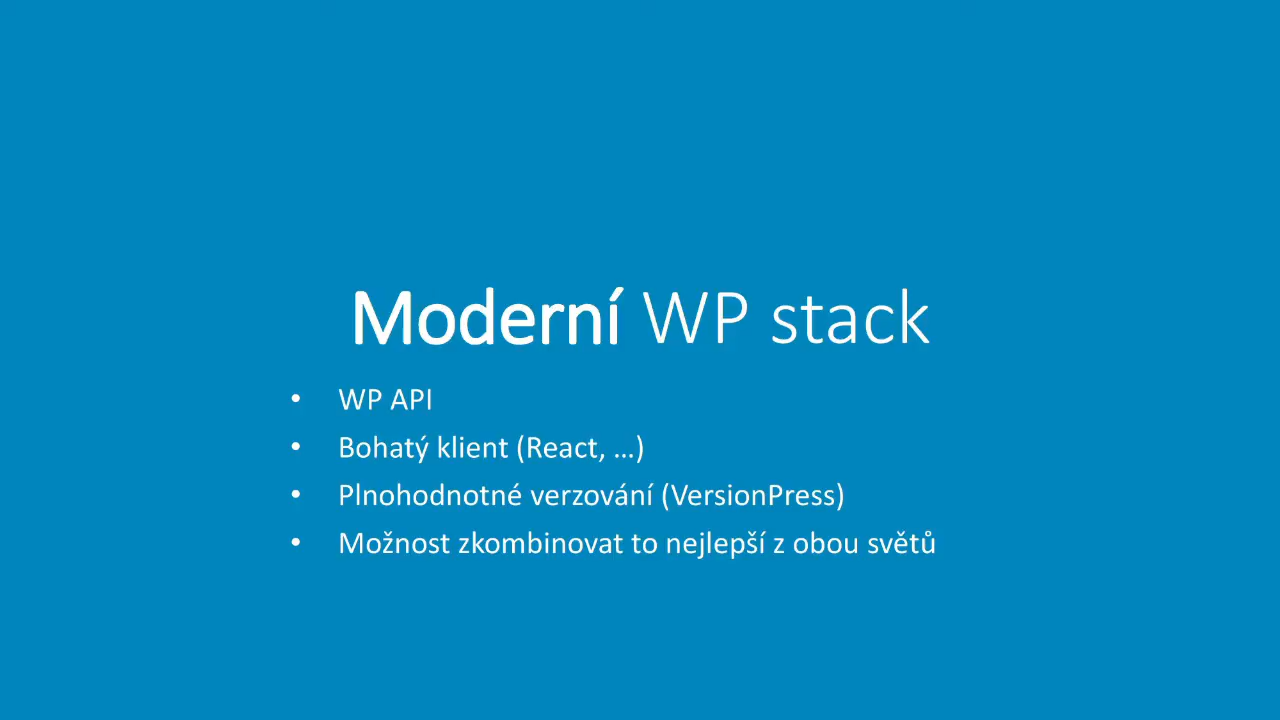 Moderní WP stack
• WP API
• Bohatý klient (React, …)
• Plnohodnotné verzování (VersionPress)
• Možnost zkombinovat to nejlepší z obou světů